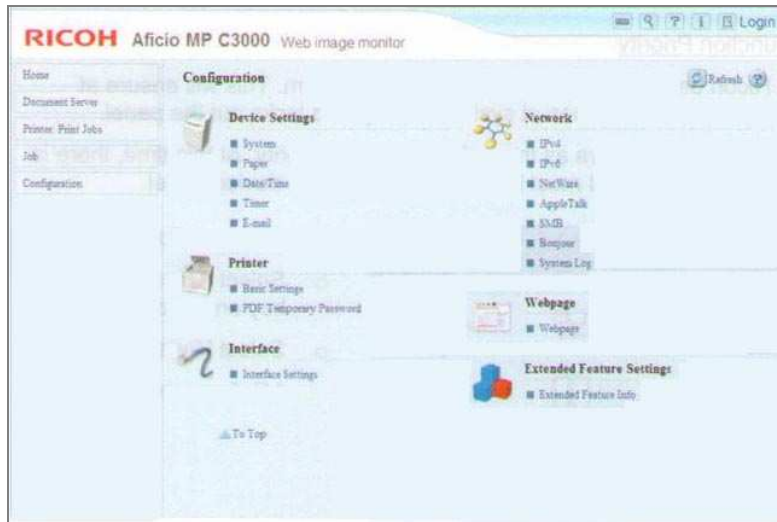 RICOH Aficio MP C3000 Web image monitor
Login
Home
Document Server
Printer: Print Jobs
Job
Configuration
Configuration
Refresh
Device Settings
System
Paper
Date/Time
Timer
E-mail
Printer
Basic Settings
PDF Temporary Password
Interface
Interface Settings
To Top
Network
IPv4
IPv6
NetWare
AppleTalk
SMB
Bonjour
System Log
Webpage
Webpage
Extended Feature Settings
Extended Feature Info